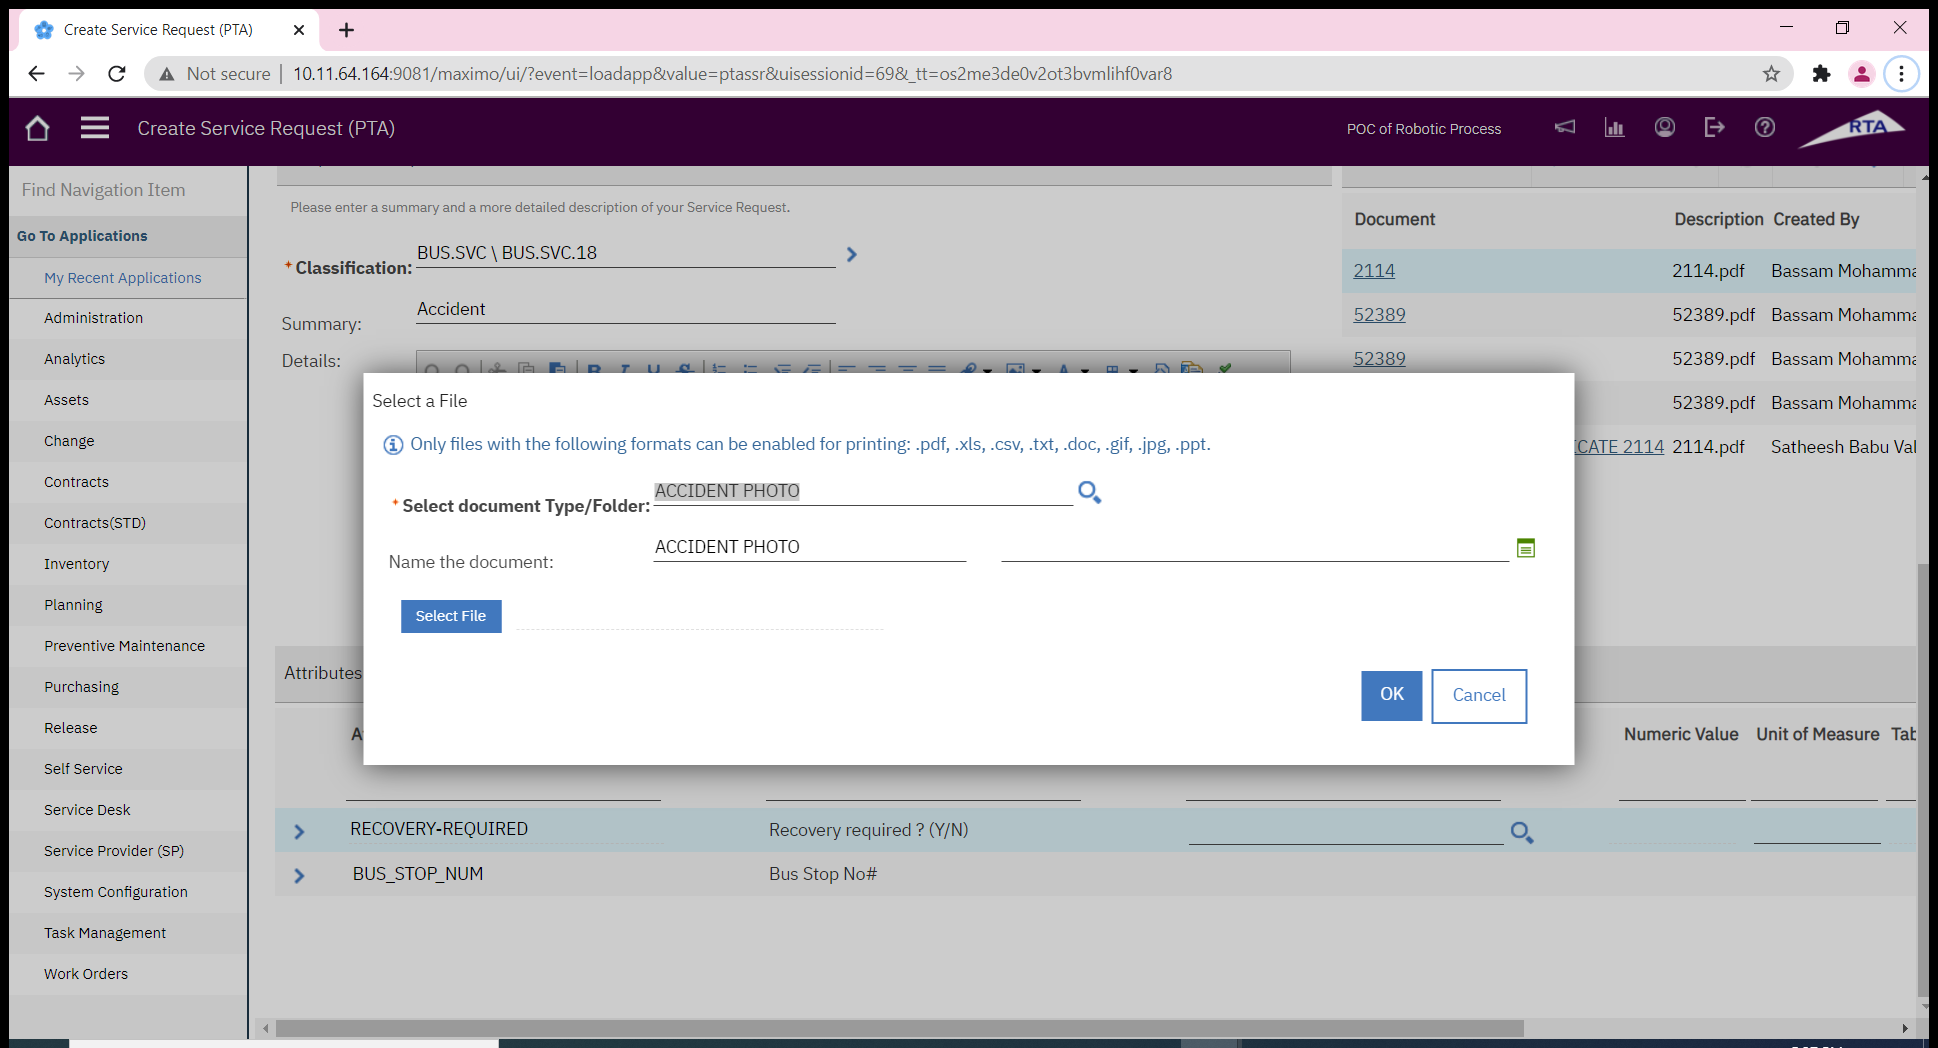 Create Service Request (PTA)
Not secure
10.11.64.164:9081/maximo/ui/?event=loadapp&value=ptassr&uisessionid=69&_tt=os2me3de0v2ot3bvmlihf0var8
Create Service Request (PTA)
POC of Robotic Process
RTA
Find Navigation Item
Go To Applications
My Recent Applications
Administration
Analytics
Assets
Change
Contracts
Contracts(STD)
Inventory
Planning
Preventive Maintenance
Purchasing
Release
Self Service
Service Desk
Service Provider (SP)
System Configuration
Task Management
Work Orders
Please enter a summary and a more detailed description of your Service Request.
*Classification: BUS.SVC \ BUS.SVC.18
Summary: Accident
Details:
Document Description Created By
2114 2114.pdf Bassam Mohamma
52389 52389.pdf Bassam Mohamma
52389 52389.pdf Bassam Mohamma
52389.pdf Bassam Mohamma
CATE 2114 2114.pdf Satheesh Babu Val
Select a File
Only files with the following formats can be enabled for printing: .pdf, .xls, .csv, .txt, .doc, .gif, .jpg, .ppt.
*Select document Type/Folder: ACCIDENT PHOTO
Name the document: ACCIDENT PHOTO
Select File
OK Cancel
Attributes
Numeric Value Unit of Measure Tab
RECOVERY-REQUIRED Recovery required ? (Y/N)
BUS_STOP_NUM Bus Stop No#